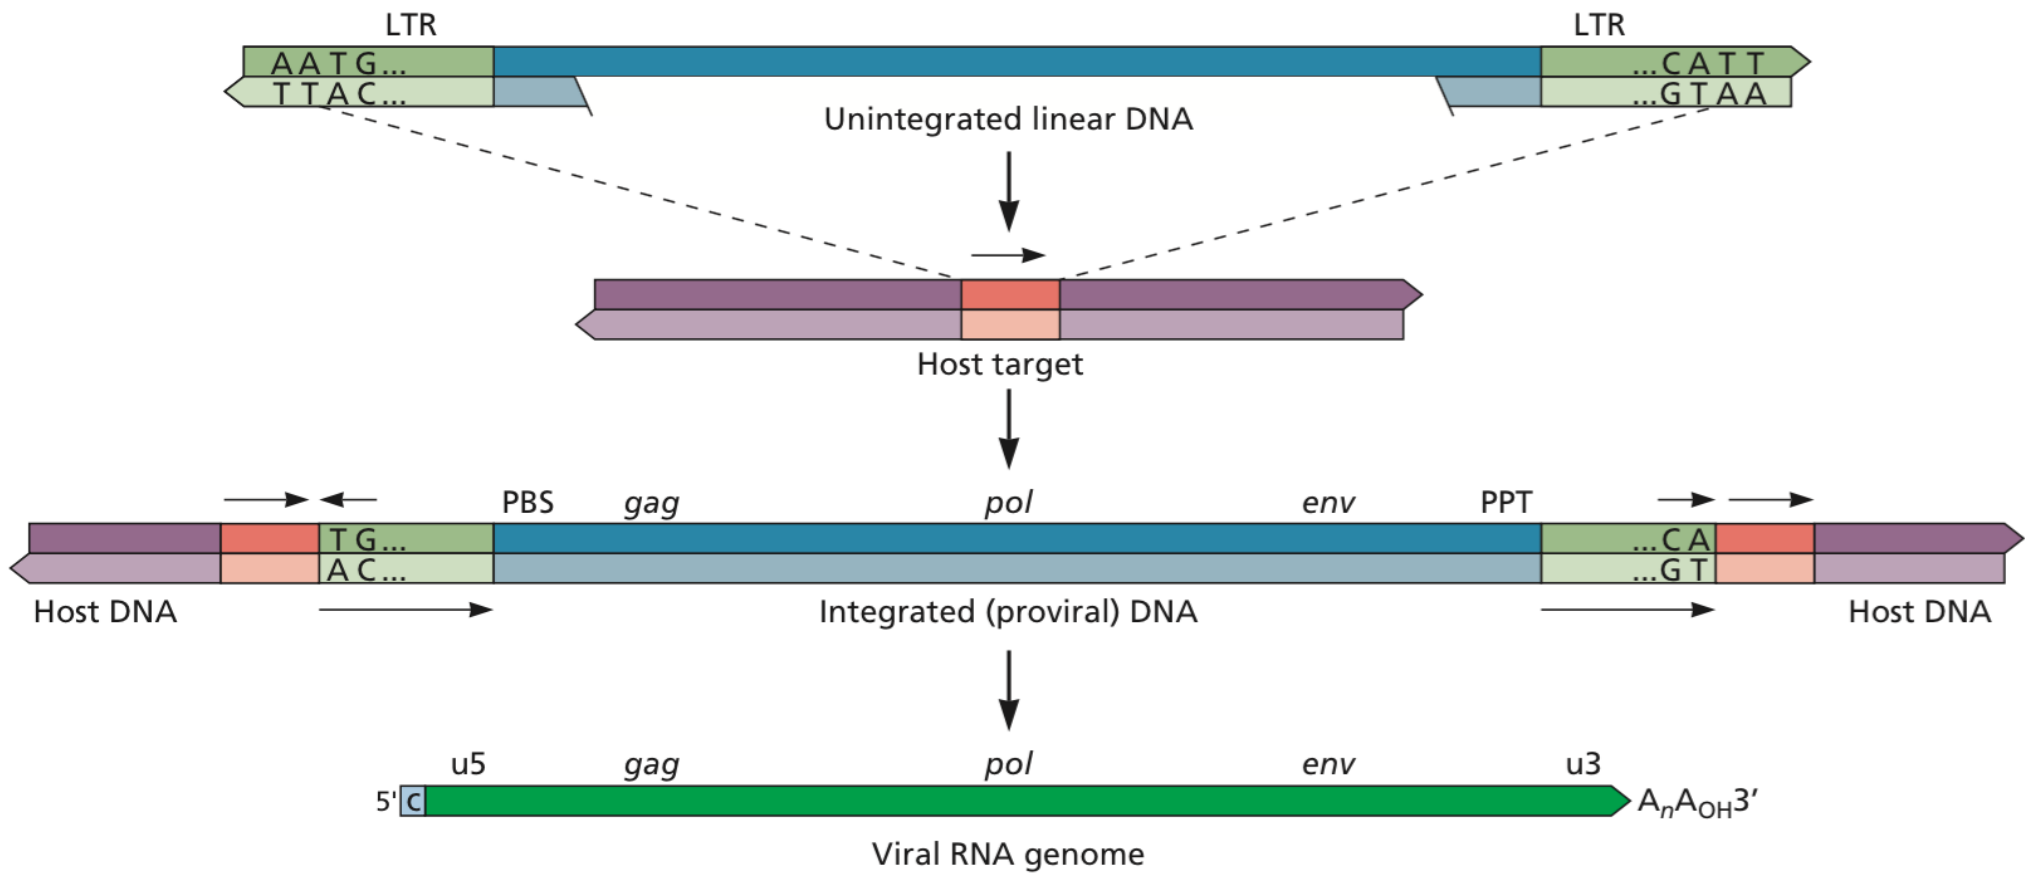 LTR LTR
AATG... ...CATT
TTAC... ...GTAA
Unintegrated linear DNA
Host target
PBS gag pol env PPT
TG... ...CA
AC... ...GT
Host DNA Integrated (proviral) DNA Host DNA
u5 gag pol env u3
5' c AₙA_OH3′
Viral RNA genome